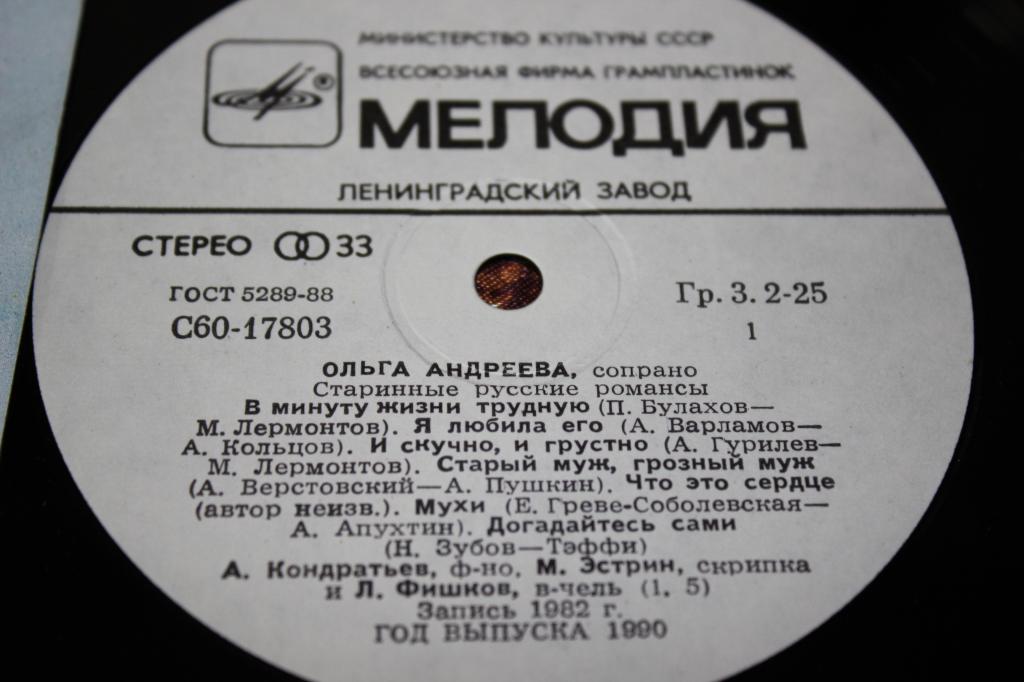 МИНИСТЕРСТВО КУЛЬТУРЫ СССР
ВСЕСОЮЗНАЯ ФИРМА ГРАМПЛАСТИНОК
МЕЛОДИЯ
ЛЕНИНГРАДСКИЙ ЗАВОД
СТЕРЕО 33
ГОСТ 5289-88
Гр. 3. 2-25
С60-17803
1
ОЛЬГА АНДРЕЕВА, сопрано
Старинные русские романсы
В минуту жизни трудную (П. Булахов—
М. Лермонтов). Я любила его (А. Варламов—
А. Кольцов). И скучно, и грустно (А. Гурилев—
М. Лермонтов). Старый муж, грозный муж
(А. Верстовский—А. Пушкин). Что это сердце
(автор неизв.). Мухи (Е. Греве-Соболевская—
А. Апухтин). Догадайтесь сами
(Н. Зубов—Тэффи)
А. Кондратьев, ф-но, М. Эстрин, скрипка
и Л. Фишков, в-чель (1, 5)
Запись 1982 г.
ГОД ВЫПУСКА 1990